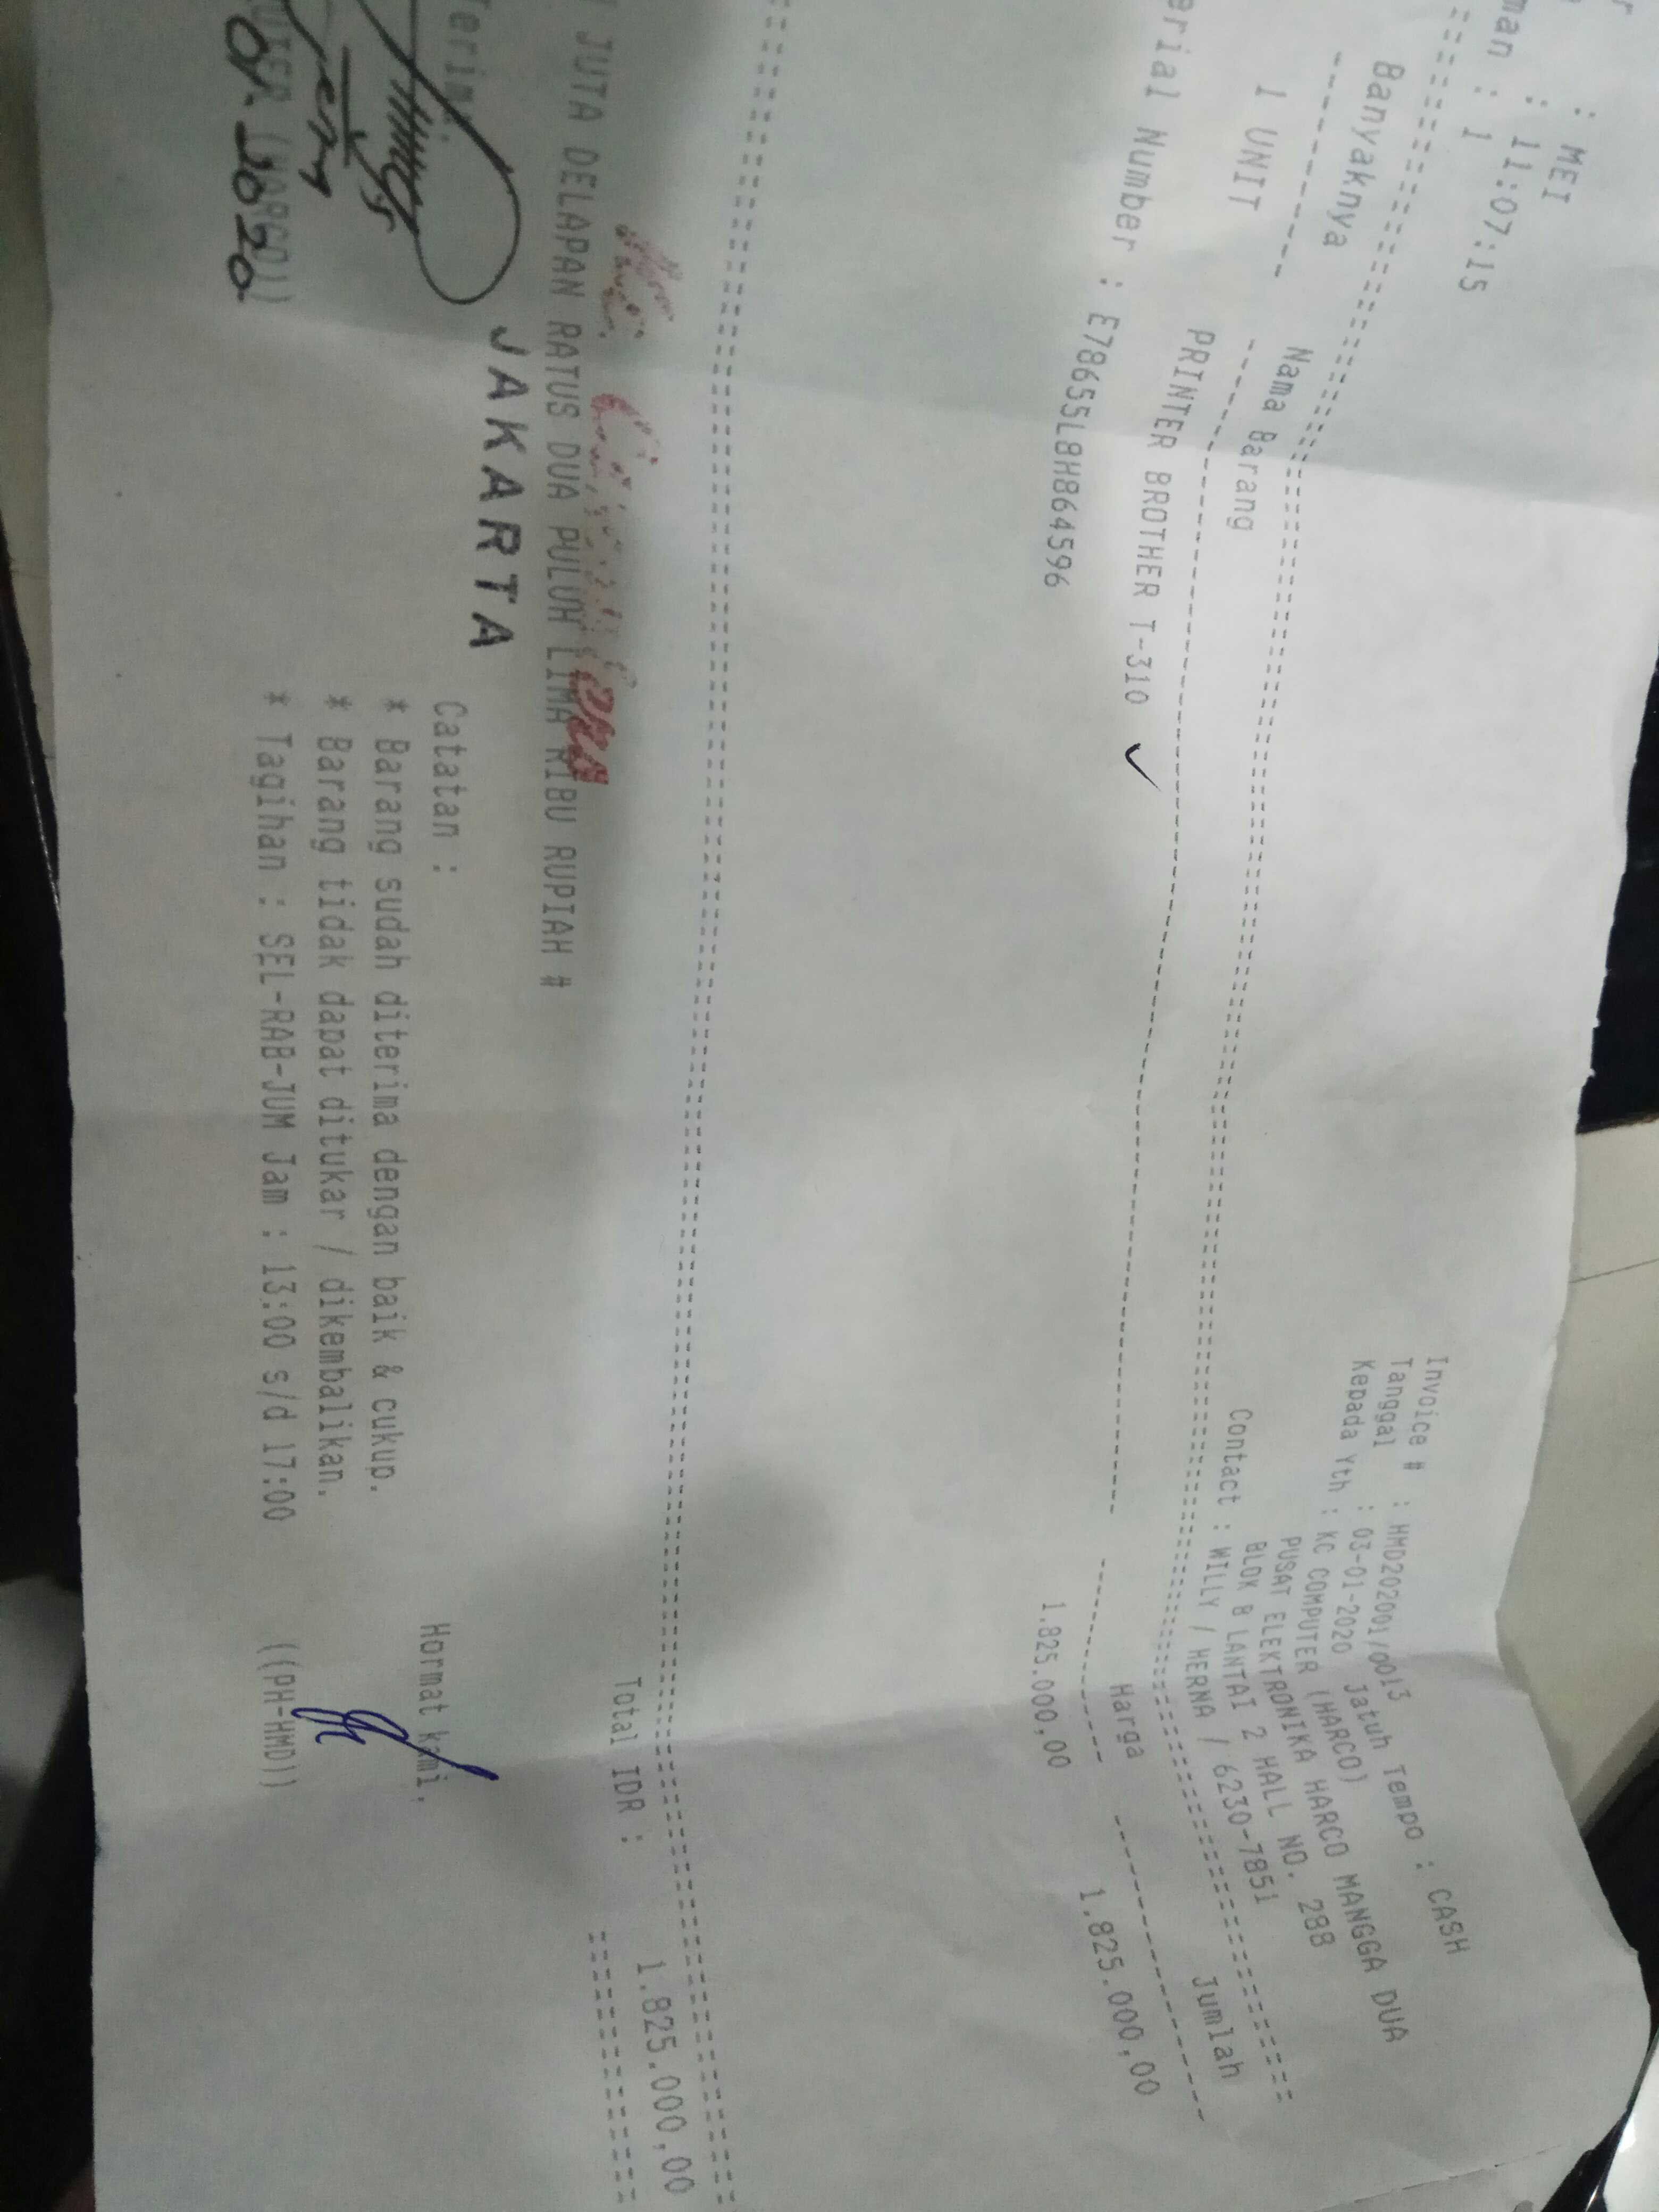 Invoice # : HMD202001/0013
: MEI
Tanggal : 03-01-2020 Jatuh Tempo : CASH
: 11:07:15
Kepada Yth : KC COMPUTER (HARCO)
man : 1
PUSAT ELEKTRONIKA HARCO MANGGA DUA
BLOK B LANTAI 2 HALL NO. 288
Contact : WILLY / HERNA / 6230-7851
Banyaknya Nama Barang Harga Jumlah
1 UNIT PRINTER BROTHER T-310 1.825.000,00 1.825.000,00
erial Number : E78655L8H864596
Total IDR : 1.825.000,00
JUTA DELAPAN RATUS DUA PULUH LIMA RIBU RUPIAH #
JAKARTA
Catatan : Hormat kami,
* Barang sudah diterima dengan baik & cukup.
* Barang tidak dapat ditukar / dikembalikan.
* Tagihan : SEL-RAB-JUM Jam : 13:00 s/d 17:00 ((PH-HMD))